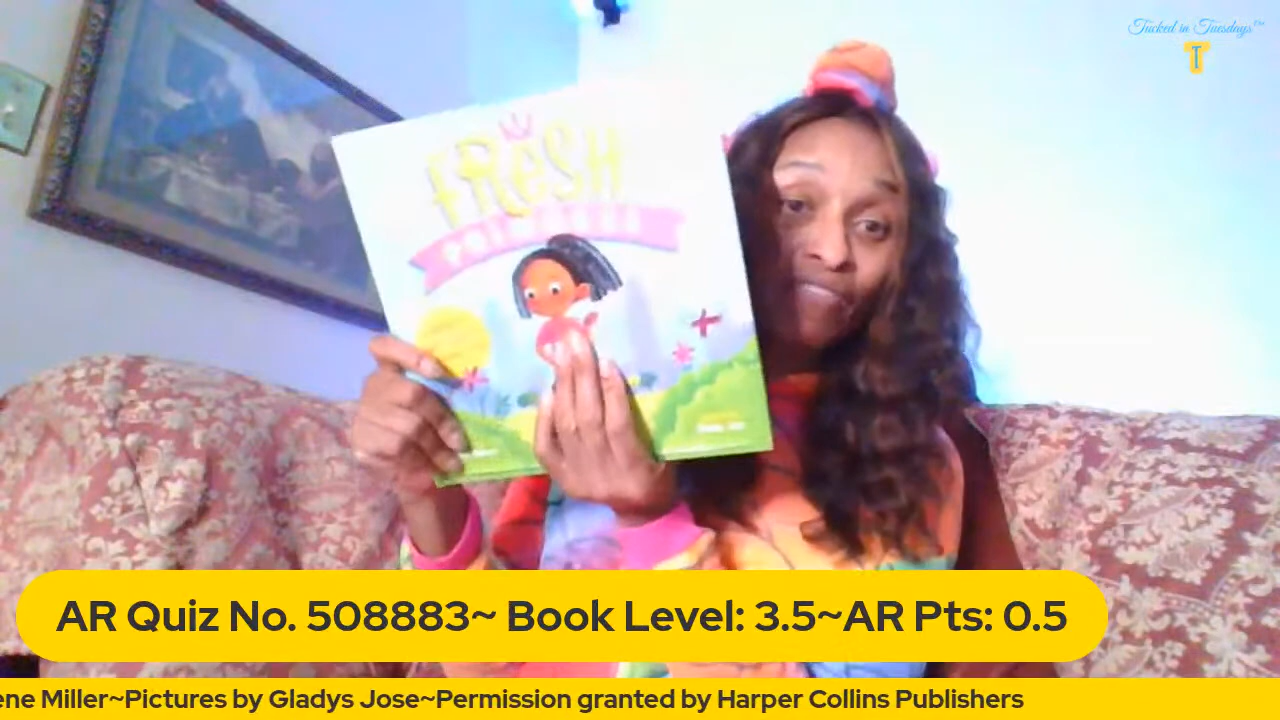 Tucked in Tuesdays
T
FRESH
PRINCESS
AR Quiz No. 508883~ Book Level: 3.5~AR Pts: 0.5
ene Miller~Pictures by Gladys Jose~Permission granted by Harper Collins Publishers